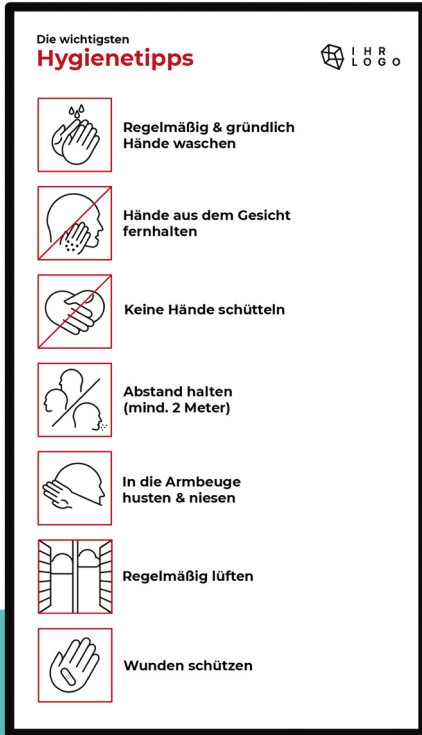 Die wichtigsten
Hygienetipps
IHR
LOGO
Regelmäßig & gründlich
Hände waschen
Hände aus dem Gesicht
fernhalten
Keine Hände schütteln
Abstand halten
(mind. 2 Meter)
In die Armbeuge
husten & niesen
Regelmäßig lüften
Wunden schützen